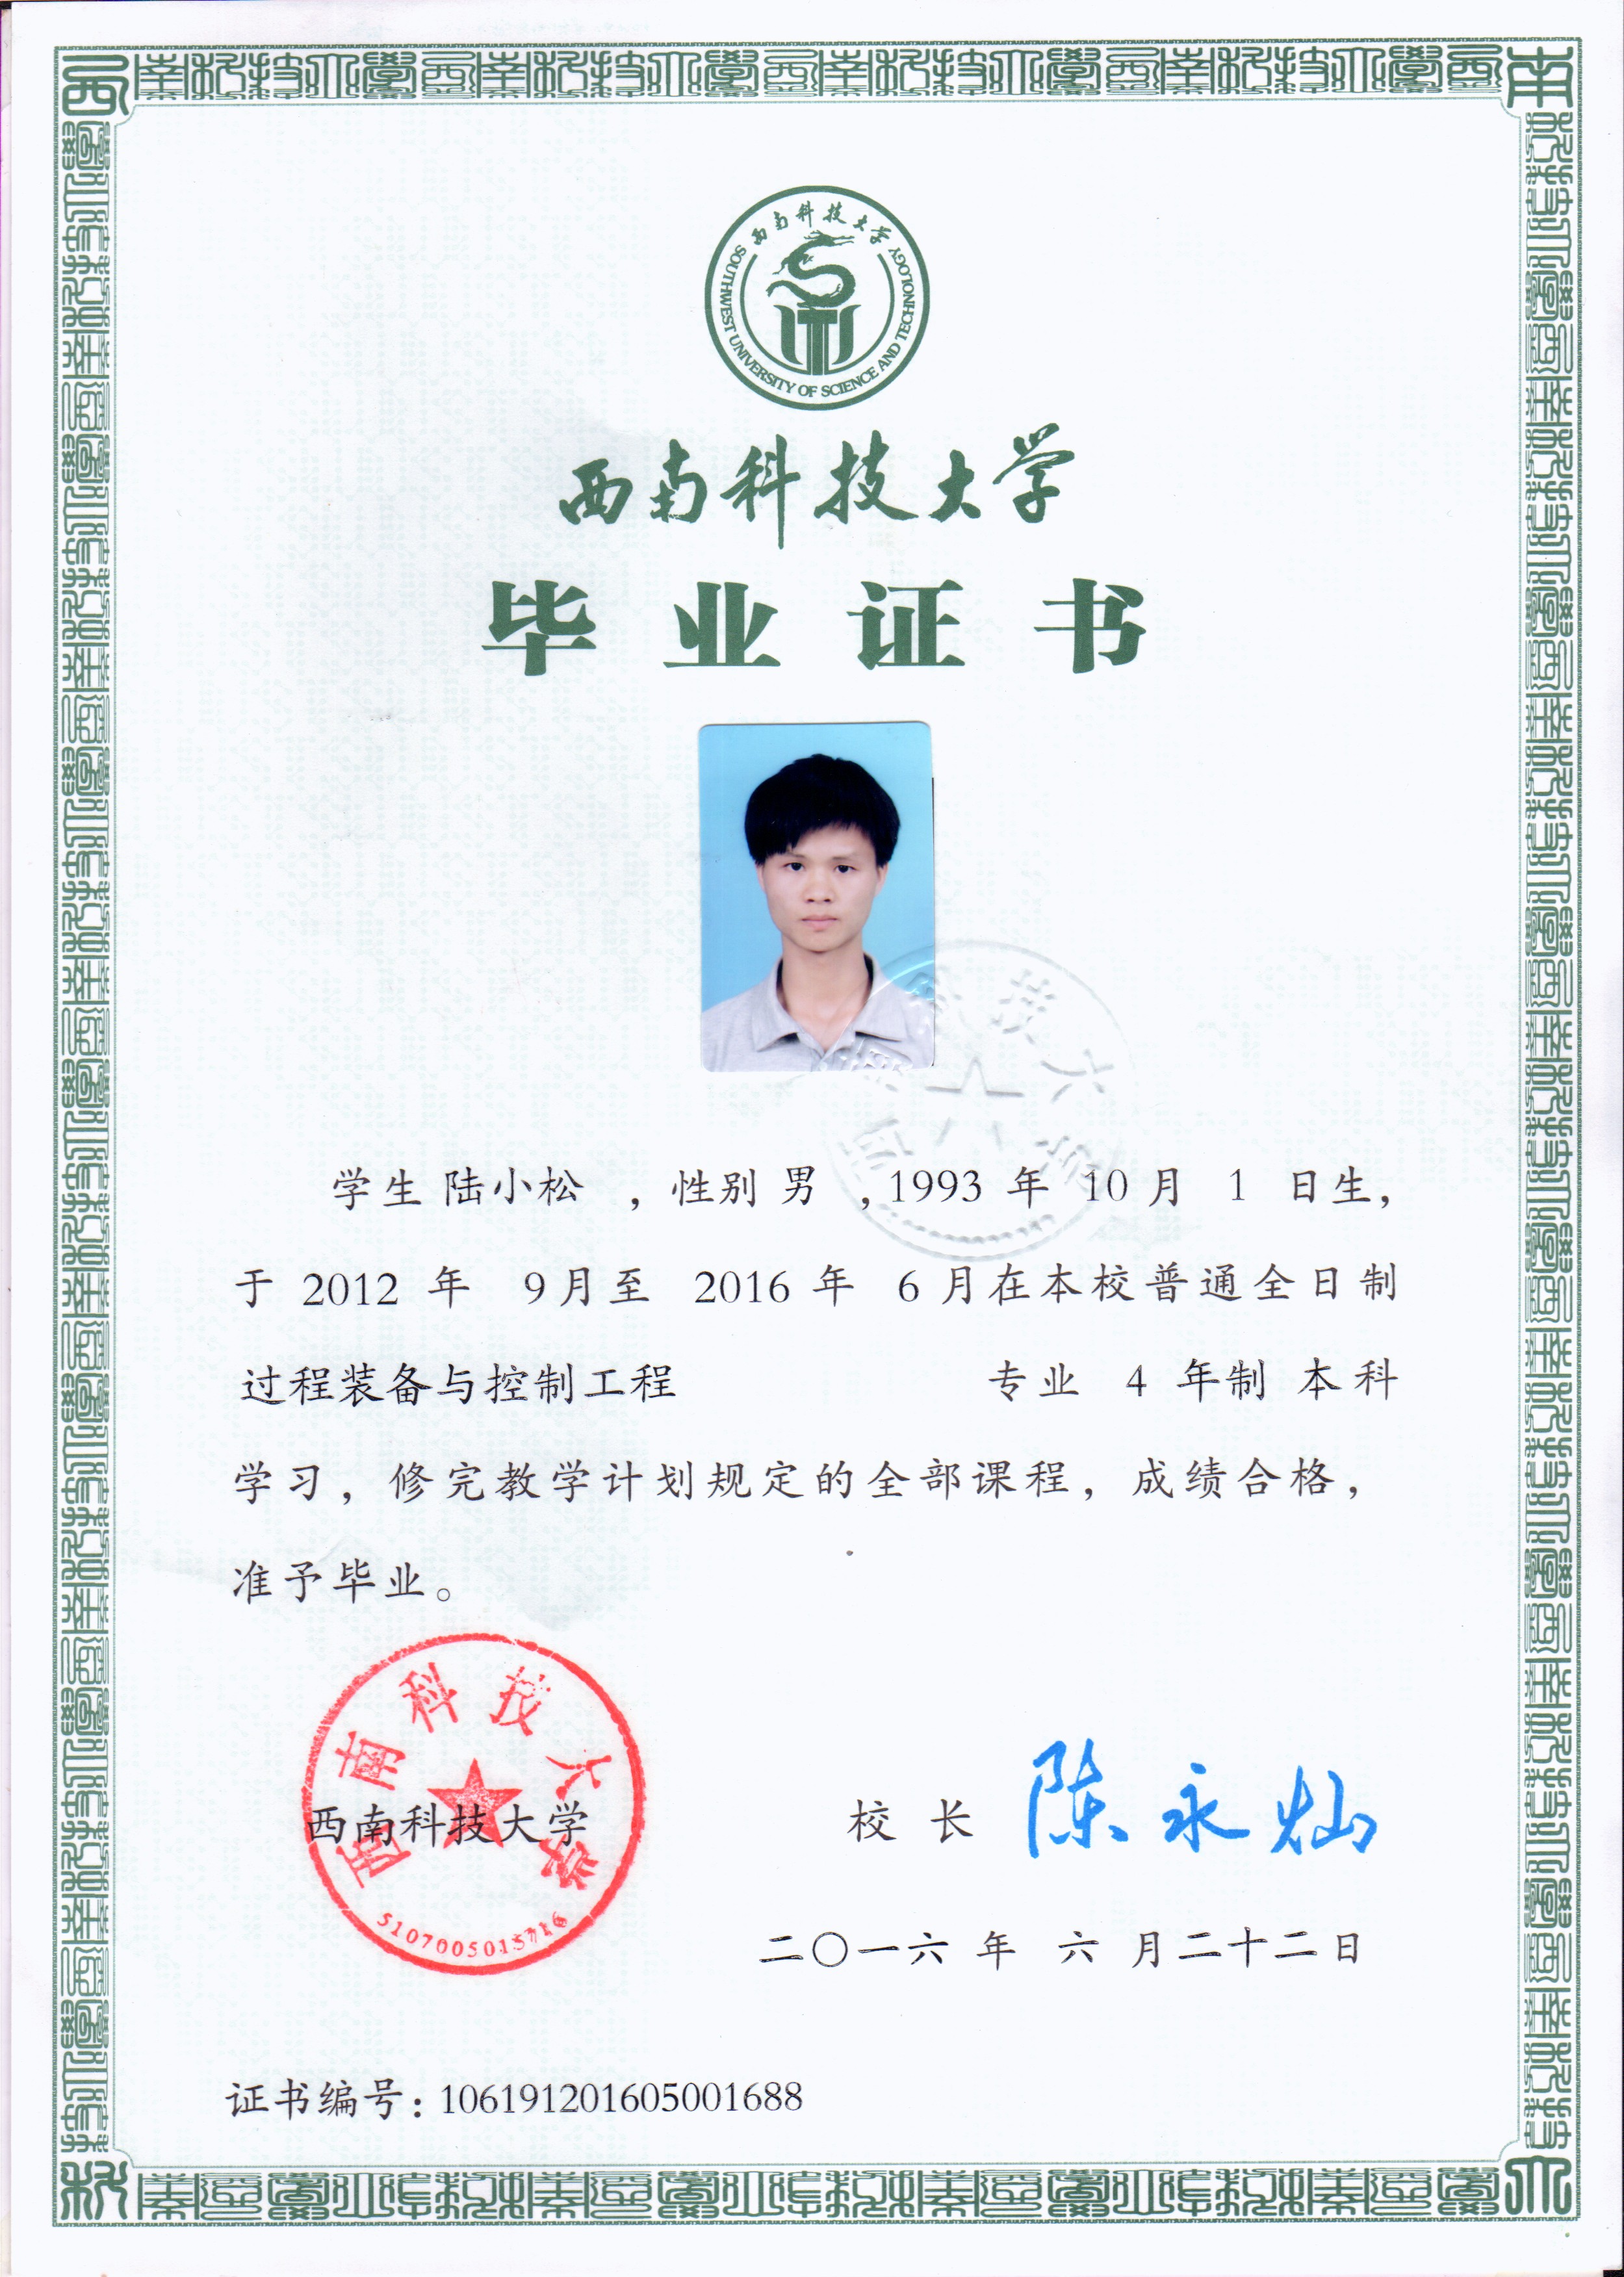 西南科技大学
SOUTHWEST UNIVERSITY OF SCIENCE AND TECHNOLOGY
西南科技大学
毕业证书
学生 陆小松 ，性别 男 ，1993 年 10 月 1 日生，
于 2012 年 9月至 2016 年 6 月在本校普通全日制
过程装备与控制工程 专业 4 年制 本科
学习，修完教学计划规定的全部课程，成绩合格，
准予毕业。
西南科技大学
西南科技大学
校 长 陈永灿
二〇一六 年 六 月二十二日
证书编号：106191201605001688